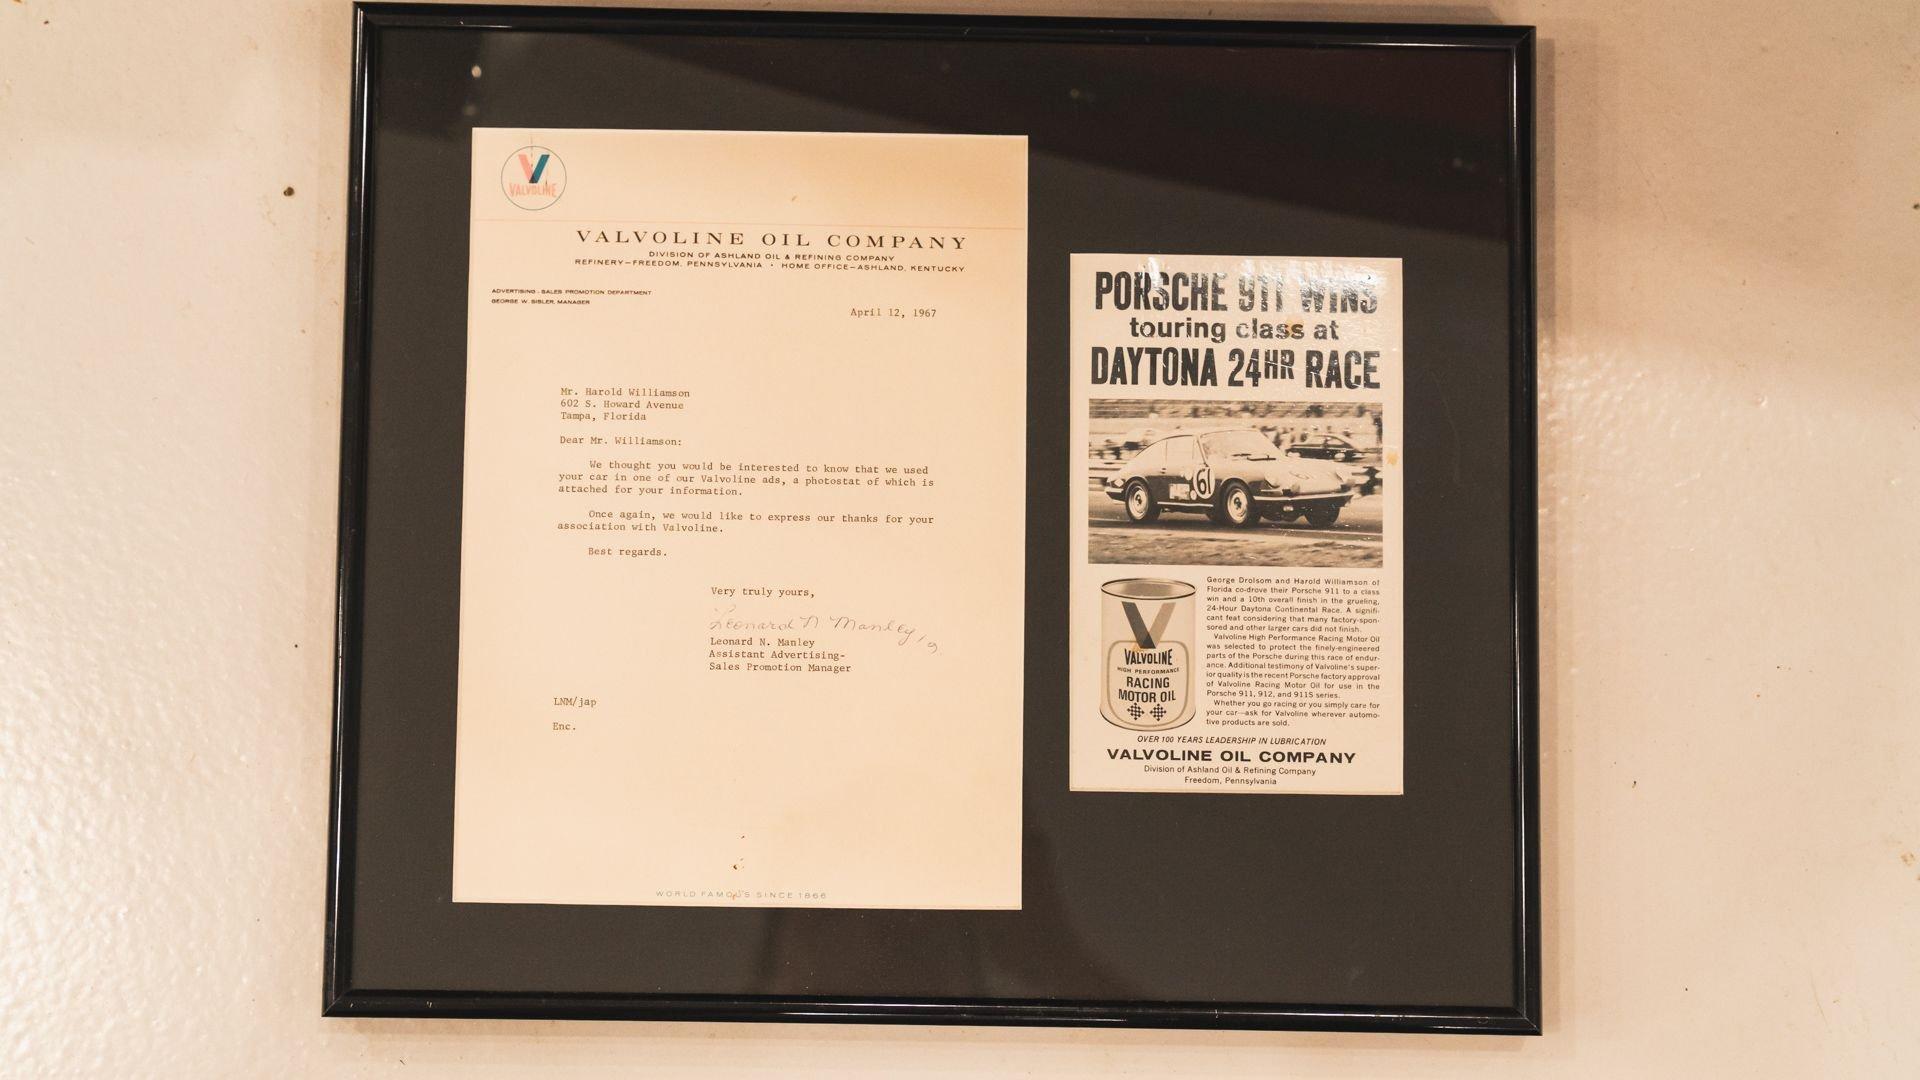 VALVOLINE
VALVOLINE OIL COMPANY
DIVISION OF ASHLAND OIL & REFINING COMPANY
REFINERY—FREEDOM, PENNSYLVANIA • HOME OFFICE—ASHLAND, KENTUCKY
ADVERTISING - SALES PROMOTION DEPARTMENT
GEORGE W. SISLER, MANAGER
April 12, 1967
Mr. Harold Williamson
602 S. Howard Avenue
Tampa, Florida
Dear Mr. Williamson:
We thought you would be interested to know that we used
your car in one of our Valvoline ads, a photostat of which is
attached for your information.
Once again, we would like to express our thanks for your
association with Valvoline.
Best regards.
Very truly yours,
Leonard N. Manley
Leonard N. Manley
Assistant Advertising-
Sales Promotion Manager
LNM/jap
Enc.
WORLD FAMOUS SINCE 1866
PORSCHE 911 WINS
touring class at
DAYTONA 24HR RACE
61
George Drolsom and Harold Williamson of
Florida co-drove their Porsche 911 to a class
win and a 10th overall finish in the grueling,
24-Hour Daytona Continental Race. A signifi-
cant feat considering that many factory-spon-
sored and other larger cars did not finish.
Valvoline High Performance Racing Motor Oil
was selected to protect the finely-engineered
parts of the Porsche during this race of endur-
ance. Additional testimony of Valvoline's super-
ior quality is the recent Porsche factory approval
of Valvoline Racing Motor Oil for use in the
Porsche 911, 912, and 911S series.
Whether you go racing or you simply care for
your car—ask for Valvoline wherever automo-
tive products are sold.
VALVOLINE
HIGH PERFORMANCE
RACING
MOTOR OIL
OVER 100 YEARS LEADERSHIP IN LUBRICATION
VALVOLINE OIL COMPANY
Division of Ashland Oil & Refining Company
Freedom, Pennsylvania